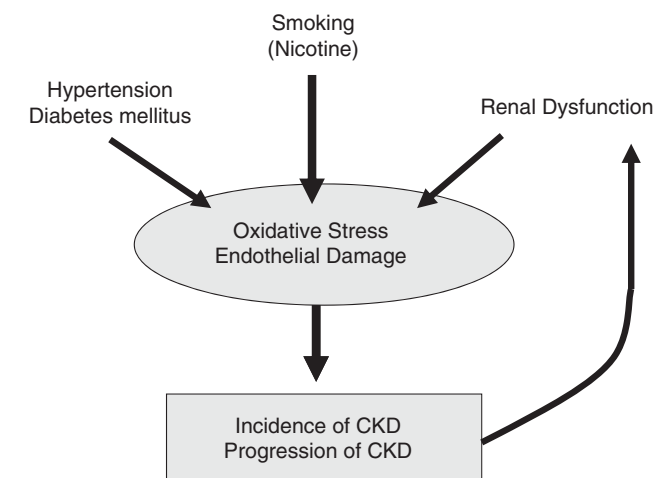 Smoking
(Nicotine)
Hypertension
Diabetes mellitus
Renal Dysfunction
Oxidative Stress
Endothelial Damage
Incidence of CKD
Progression of CKD